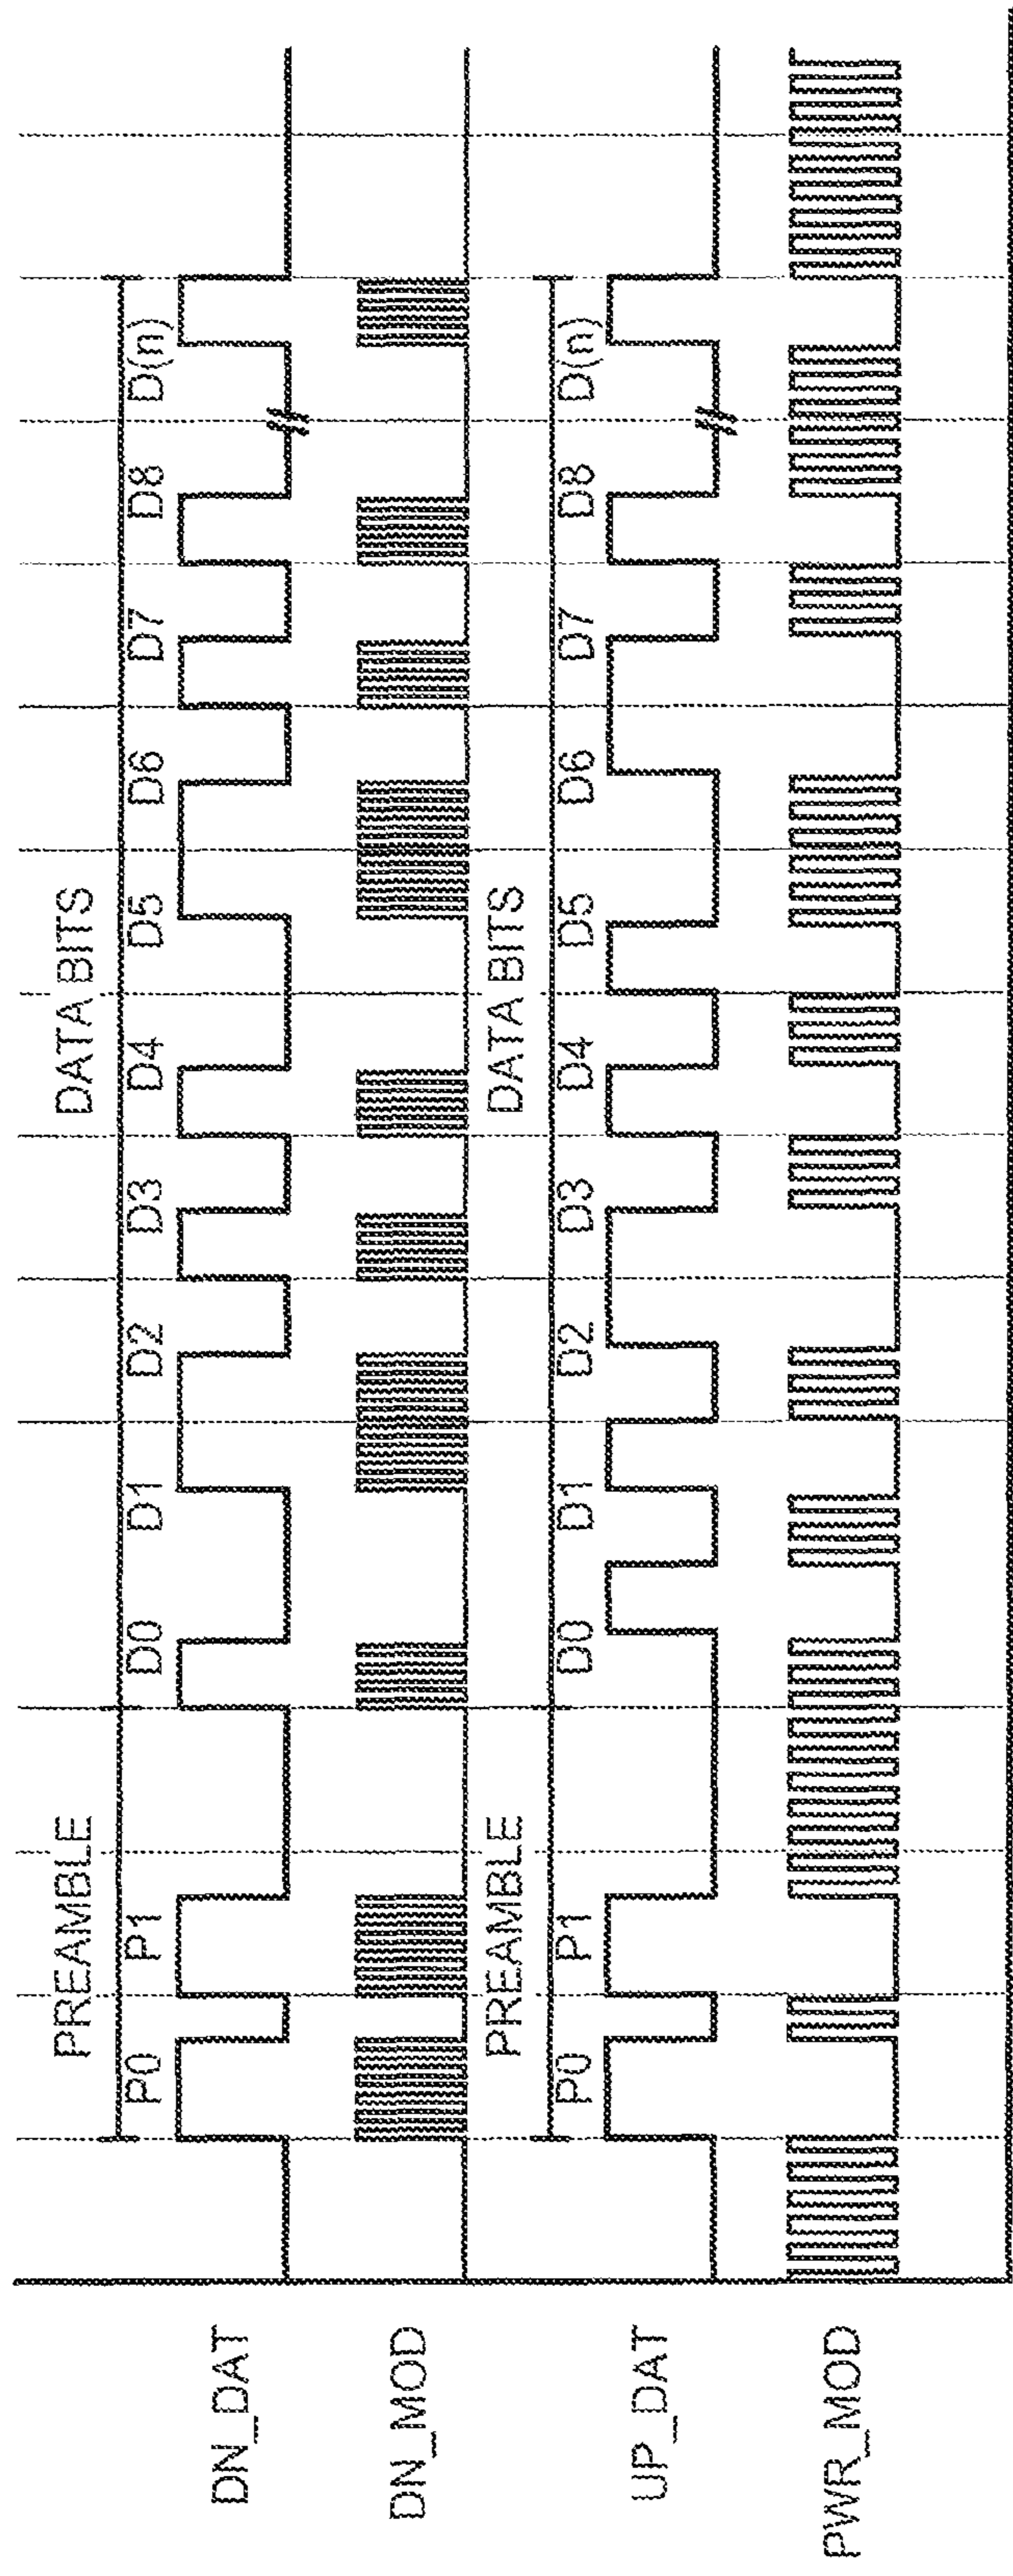 PREAMBLE DATA BITS
P0 P1 D0 D1 D2 D3 D4 D5 D6 D7 D8 D(n)
DN_DAT
DN_MOD
PREAMBLE DATA BITS
P0 P1 D0 D1 D2 D3 D4 D5 D6 D7 D8 D(n)
UP_DAT
PWR_MOD